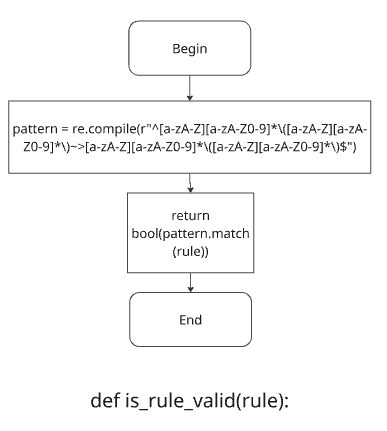 Begin
pattern = re.compile(r"^[a-zA-Z][a-zA-Z0-9]*\([a-zA-Z][a-zA-
Z0-9]*\)~>[a-zA-Z][a-zA-Z0-9]*\([a-zA-Z][a-zA-Z0-9]*\)$")
return
bool(pattern.match
(rule))
End
def is_rule_valid(rule):